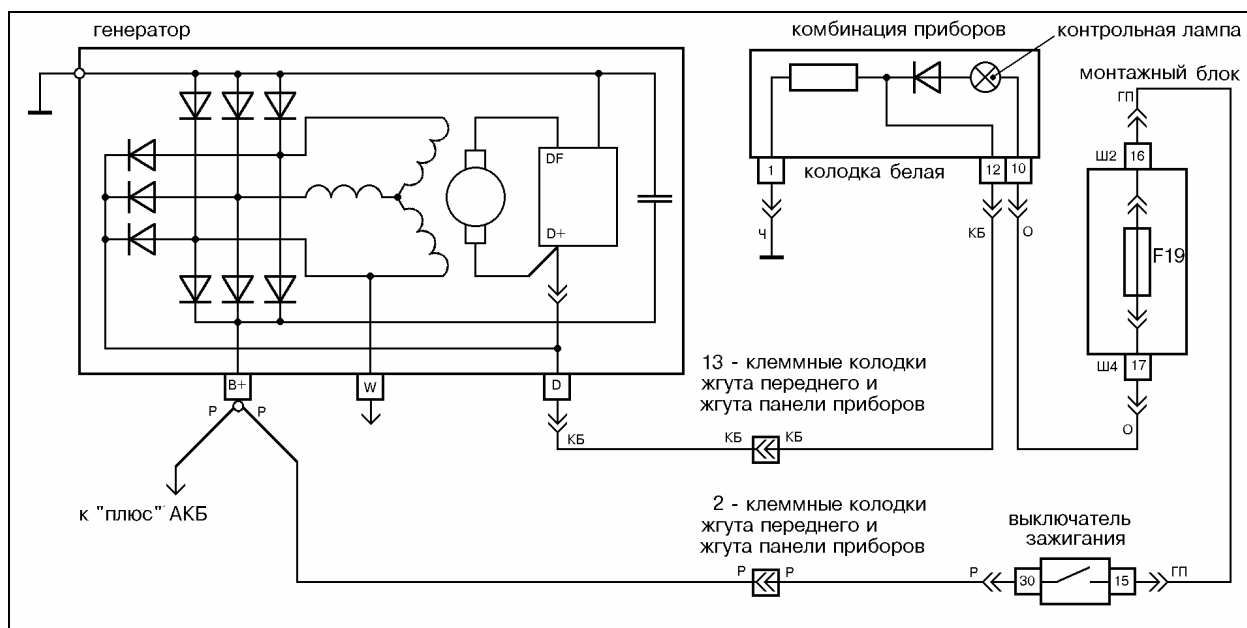 генератор
комбинация приборов
контрольная лампа
монтажный блок
ГП
DF
D+
1
колодка белая
12
10
Ш2
16
Ч
КБ
О
F19
Ш4
17
О
B+
W
D
Р
Р
13 - клеммные колодки
жгута переднего и
жгута панели приборов
КБ
КБ
КБ
к "плюс" АКБ
2 - клеммные колодки
жгута переднего и
жгута панели приборов
выключатель
зажигания
Р
Р
Р
30
15
ГП